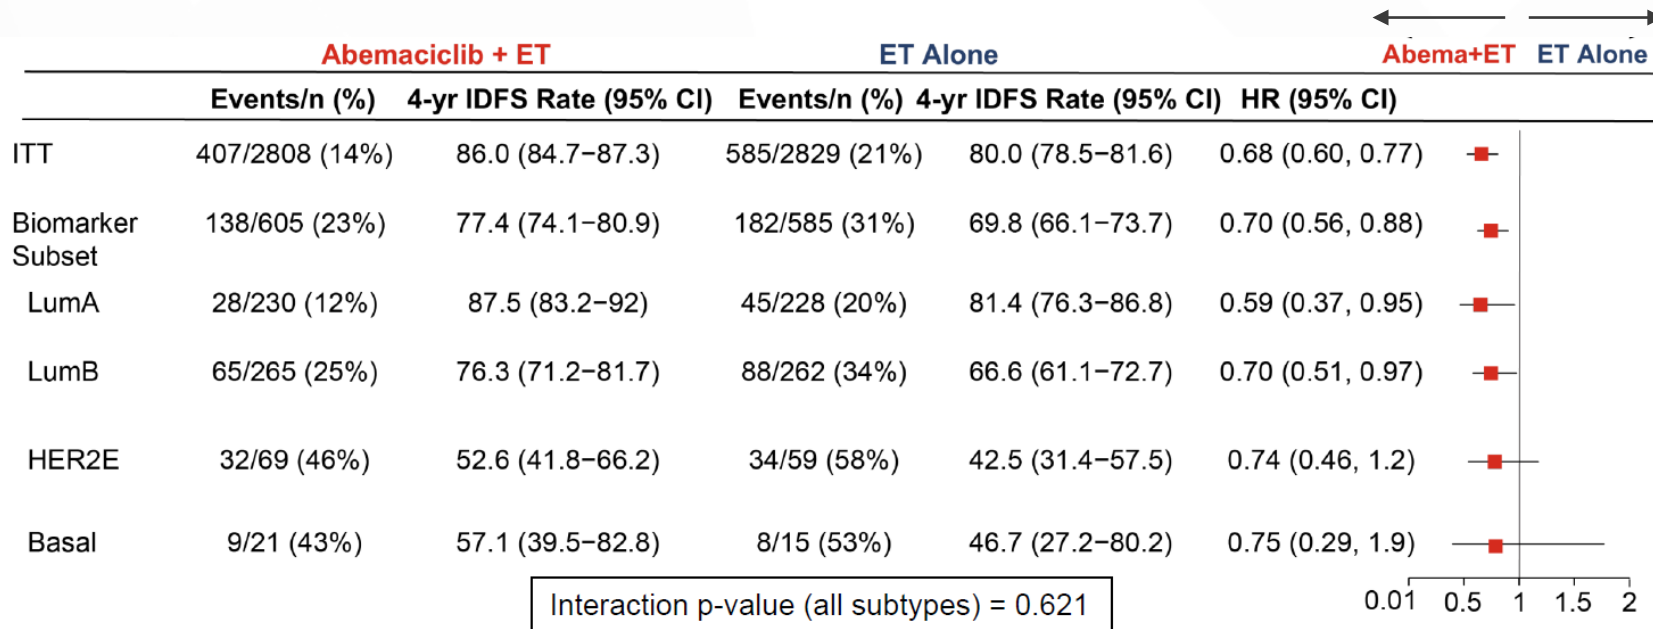 Abemaciclib + ET ET Alone Abema+ET ET Alone
Events/n (%) 4-yr IDFS Rate (95% CI) Events/n (%) 4-yr IDFS Rate (95% CI) HR (95% CI)
ITT 407/2808 (14%) 86.0 (84.7−87.3) 585/2829 (21%) 80.0 (78.5−81.6) 0.68 (0.60, 0.77)
Biomarker 138/605 (23%) 77.4 (74.1−80.9) 182/585 (31%) 69.8 (66.1−73.7) 0.70 (0.56, 0.88)
Subset
LumA 28/230 (12%) 87.5 (83.2−92) 45/228 (20%) 81.4 (76.3−86.8) 0.59 (0.37, 0.95)
LumB 65/265 (25%) 76.3 (71.2−81.7) 88/262 (34%) 66.6 (61.1−72.7) 0.70 (0.51, 0.97)
HER2E 32/69 (46%) 52.6 (41.8−66.2) 34/59 (58%) 42.5 (31.4−57.5) 0.74 (0.46, 1.2)
Basal 9/21 (43%) 57.1 (39.5−82.8) 8/15 (53%) 46.7 (27.2−80.2) 0.75 (0.29, 1.9)
0.01 0.5 1 1.5 2
Interaction p-value (all subtypes) = 0.621